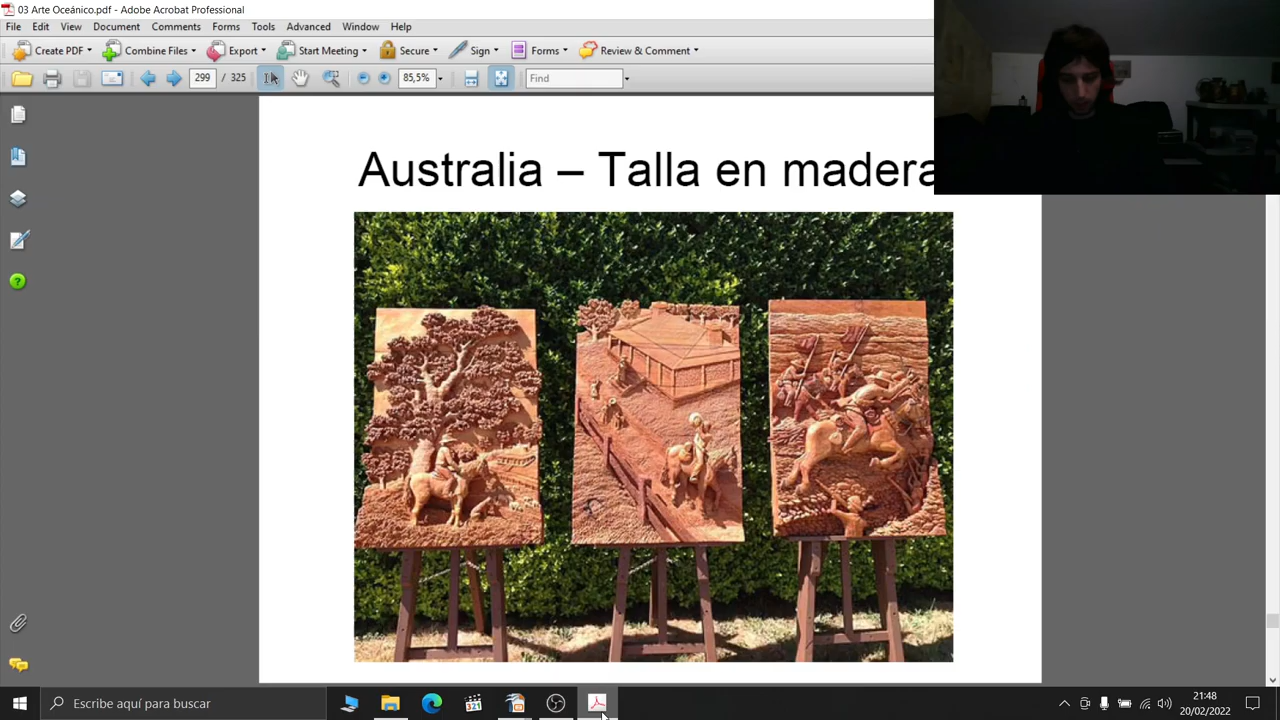 03 Arte Oceánico.pdf - Adobe Acrobat Professional
File Edit View Document Comments Forms Tools Advanced Window Help
Create PDF Combine Files Export Start Meeting Secure Sign Forms Review & Comment
299 / 325 85,5% Find
Australia – Talla en madera
Escribe aquí para buscar
321
21:48
20/02/2022